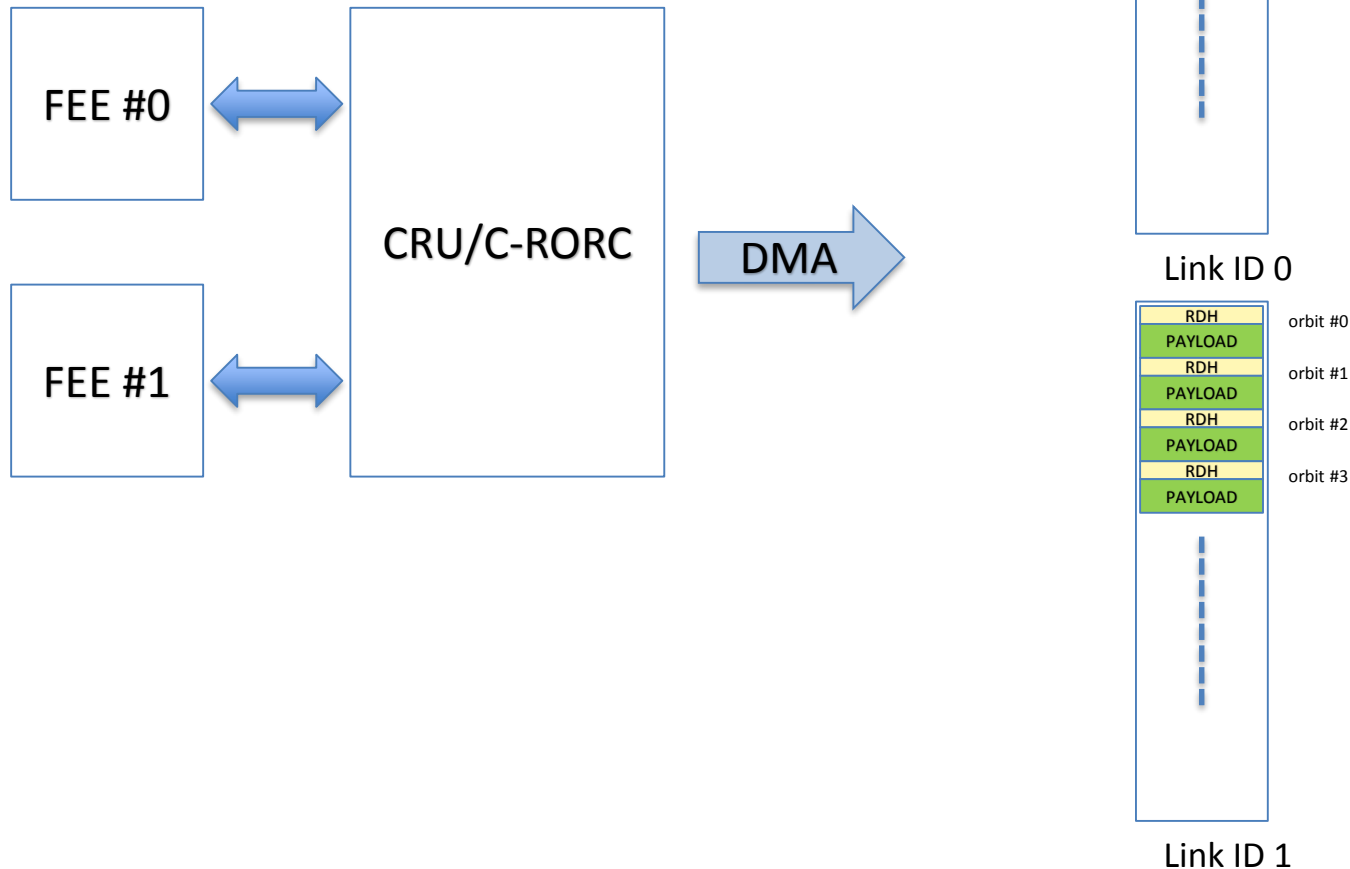 FEE #0
CRU/C-RORC
DMA
FEE #1
Link ID 0
RDH
orbit #0
PAYLOAD
RDH
orbit #1
PAYLOAD
RDH
orbit #2
PAYLOAD
RDH
orbit #3
PAYLOAD
Link ID 1